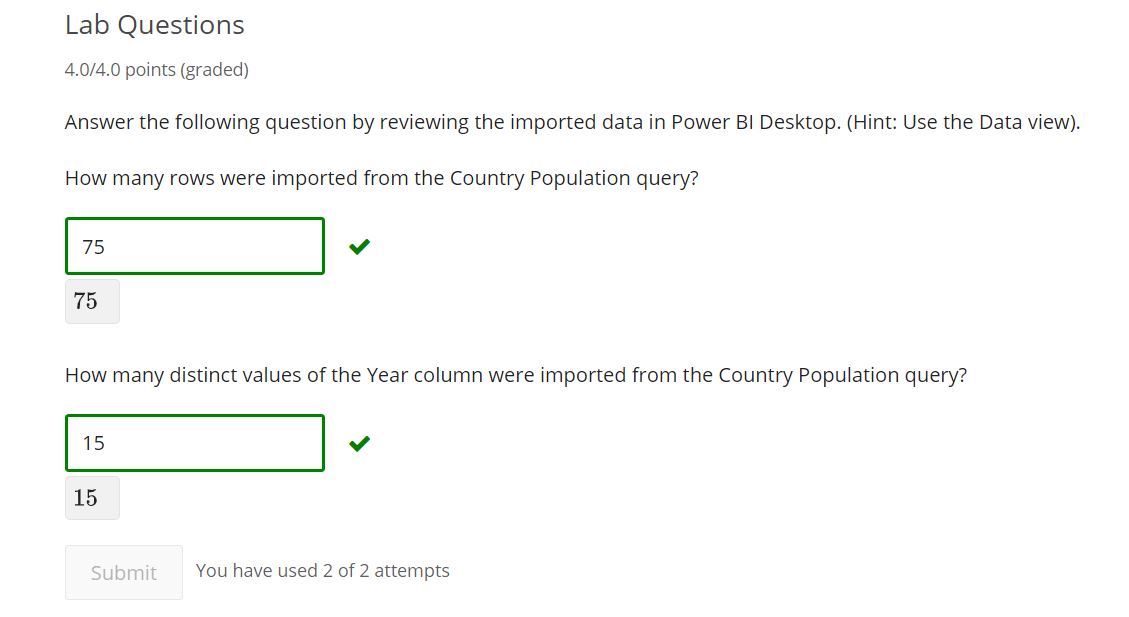 Lab Questions
4.0/4.0 points (graded)
Answer the following question by reviewing the imported data in Power BI Desktop. (Hint: Use the Data view).
How many rows were imported from the Country Population query?
75
75
How many distinct values of the Year column were imported from the Country Population query?
15
15
Submit You have used 2 of 2 attempts